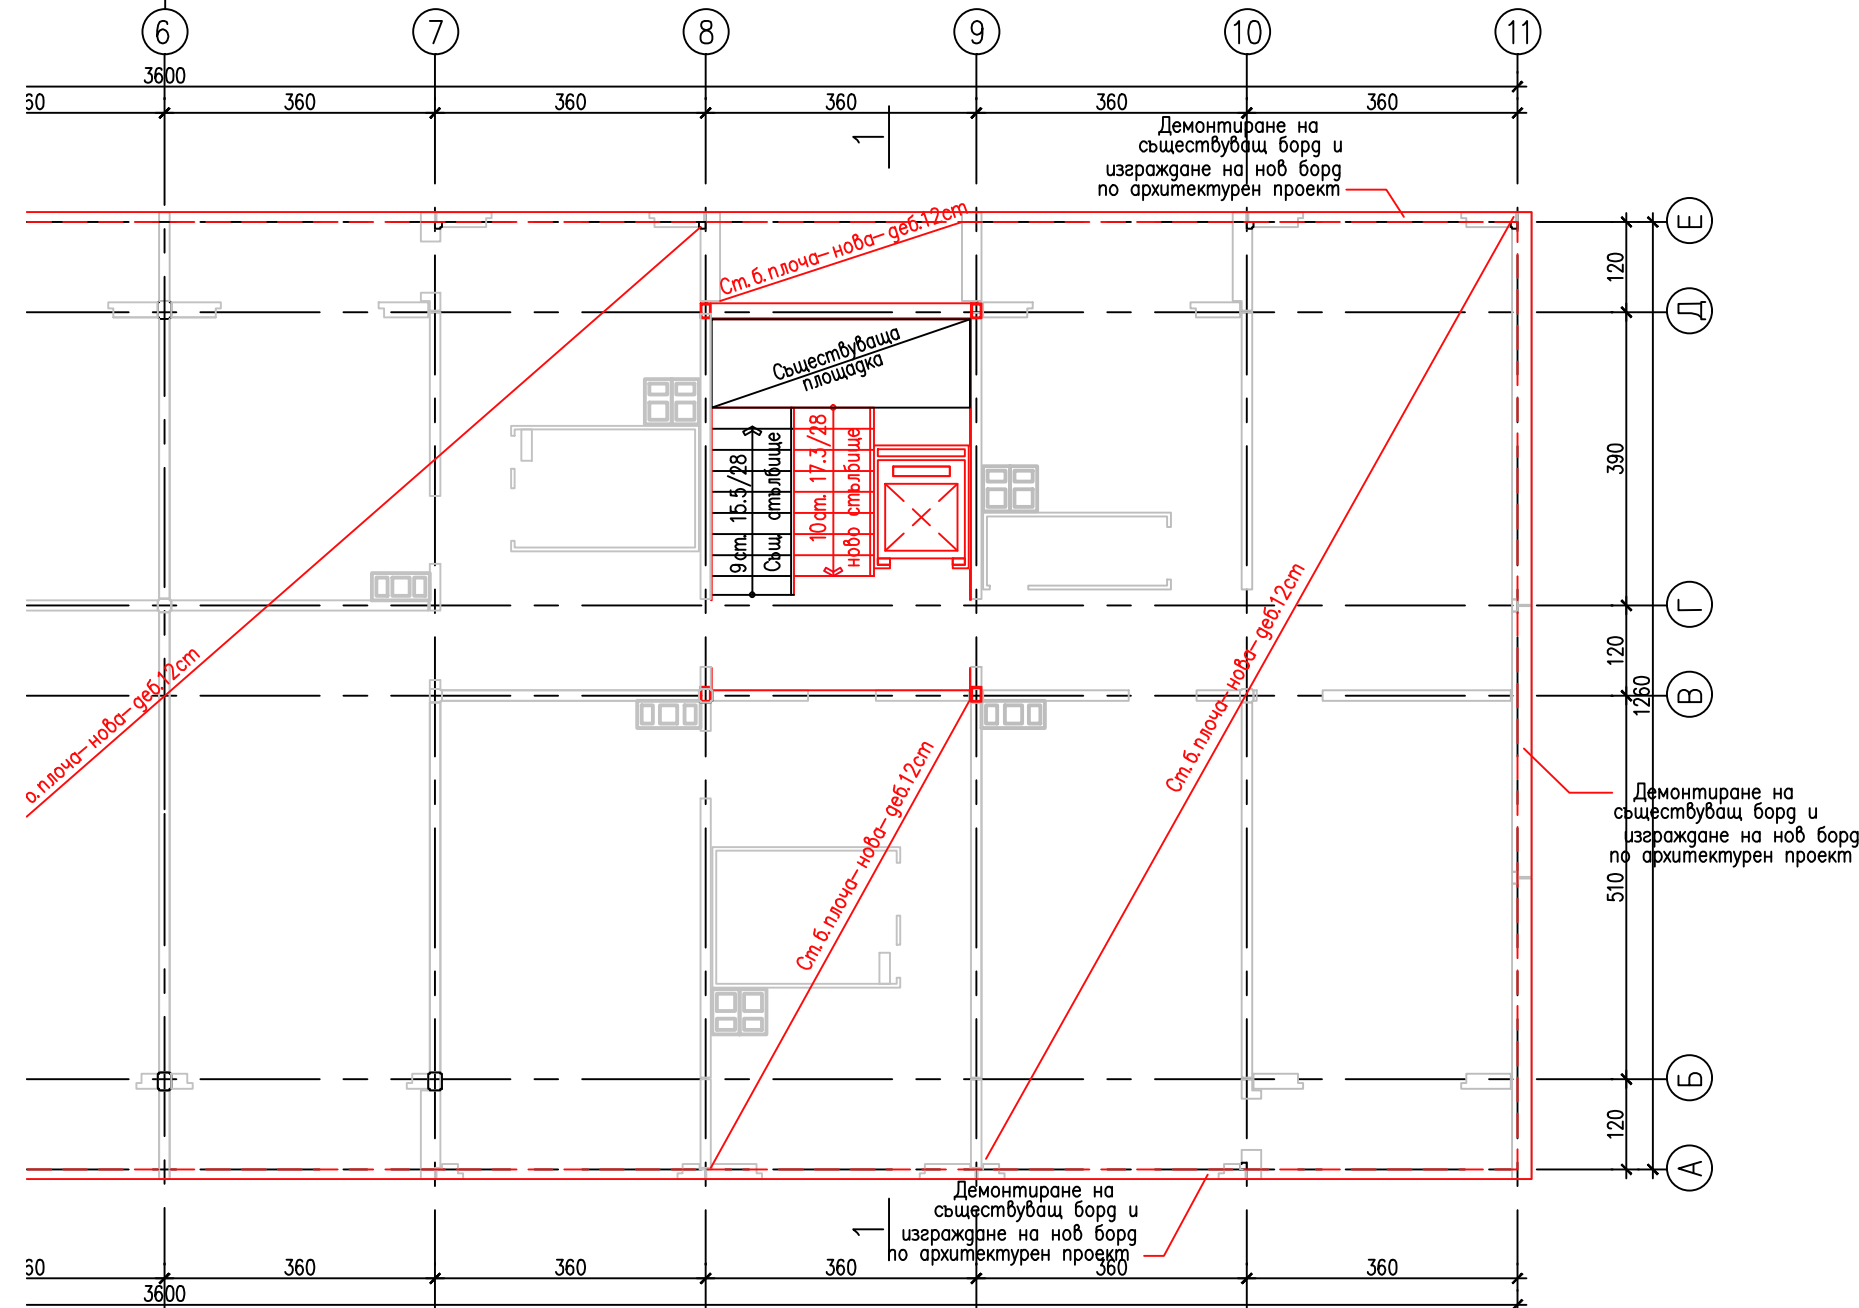 6
7
8
9
10
11
3600
60
360
360
360
360
360
1
Демонтиране на
съществуващ борд и
изграждане на нов борд
по архитектурен проект
Е
Ст. б. плоча-нова-деб.12cm
120
Д
Съществуваща
площадка
9ст. 15.5/28
Същ. стълбище
10ст. 17.3/28
ново стълбище
390
Г
Ст. б. плоча-нова-деб.12cm
120
В
1260
о. плоча-нова-деб.12cm
Ст. б. плоча-нова-деб.12cm
Демонтиране на
съществуващ борд и
изграждане на нов борд
по архитектурен проект
510
Б
120
А
Демонтиране на
съществуващ борд и
изграждане на нов борд
по архитектурен проект
1
60
360
360
360
360
360
3600